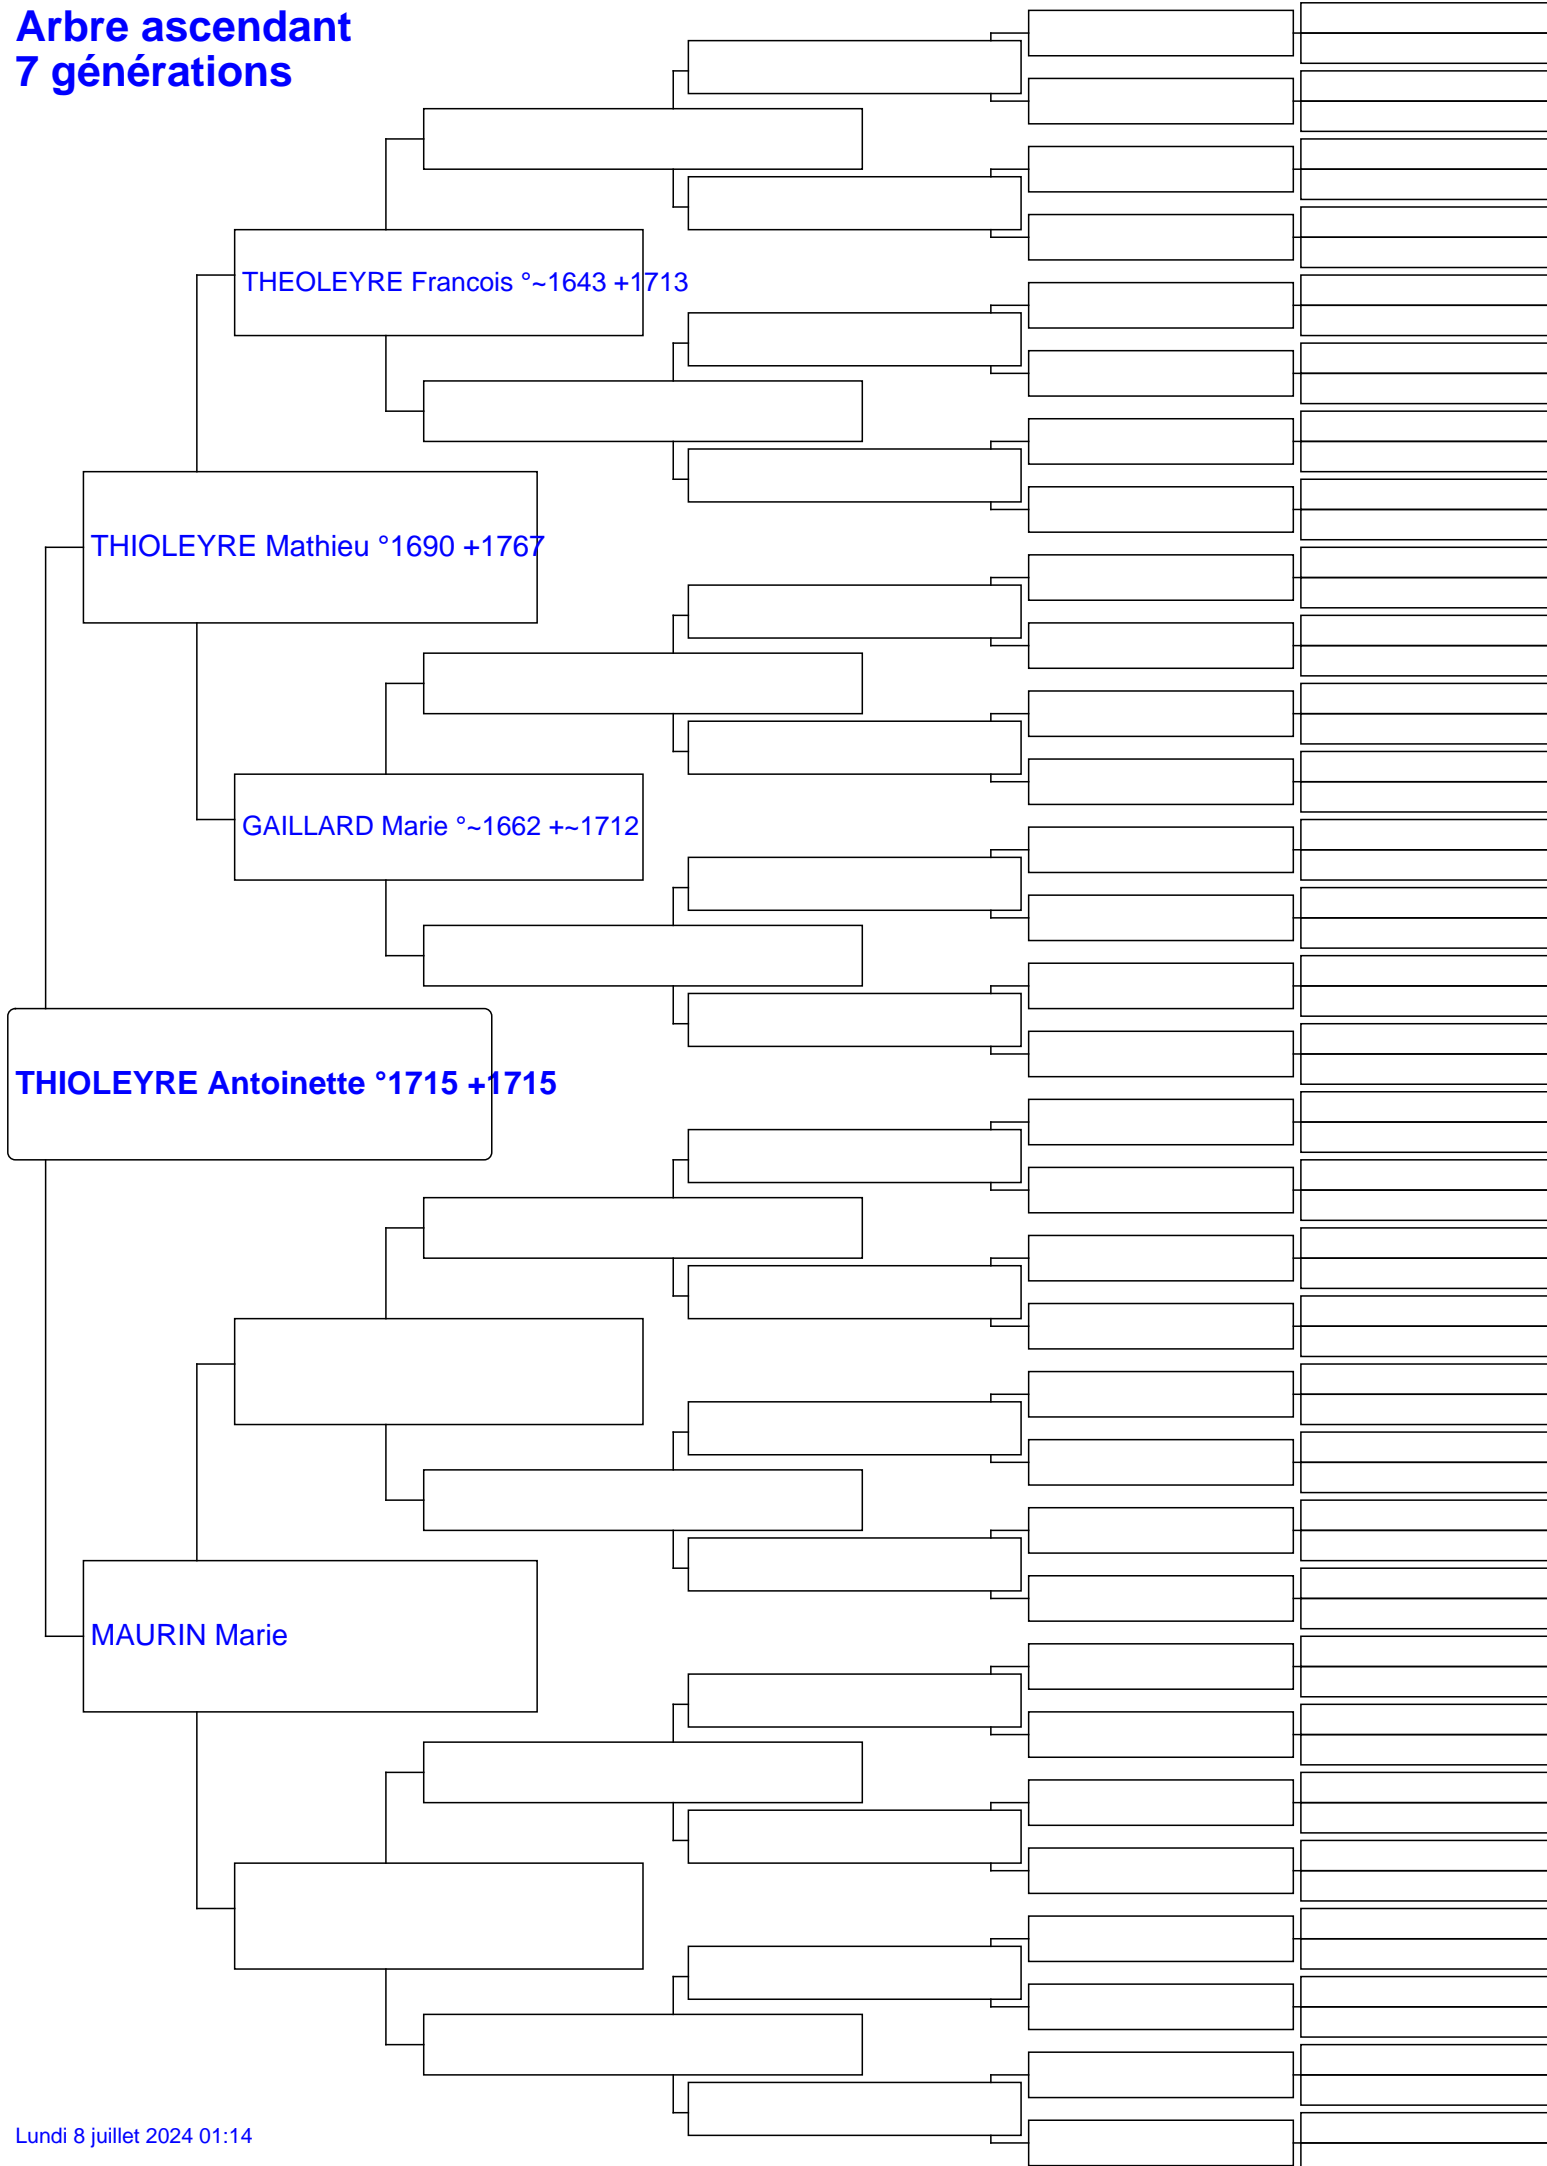 Arbre ascendant
7 générations
THEOLEYRE Francois °~1643 +1713
THIOLEYRE Mathieu °1690 +1767
GAILLARD Marie °~1662 +~1712
THIOLEYRE Antoinette °1715 +1715
MAURIN Marie
Lundi 8 juillet 2024 01:14